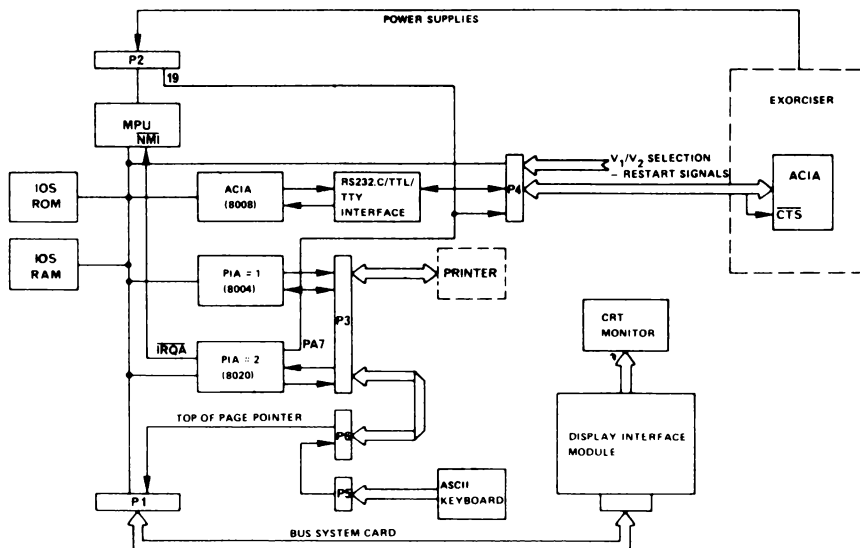 POWER SUPPLIES
P2
19
EXORCISER
MPU
NMI
V1/V2 SELECTION
– RESTART SIGNALS
IOS
ROM
ACIA
(8008)
RS232.C/TTL/
TTY
INTERFACE
P4
ACIA
CTS
IOS
RAM
PIA = 1
(8004)
PRINTER
P3
CRT
MONITOR
IRQA
PIA = 2
(8020)
PA7
TOP OF PAGE POINTER
P6
DISPLAY INTERFACE
MODULE
P5
ASCII
KEYBOARD
P1
BUS SYSTEM CARD